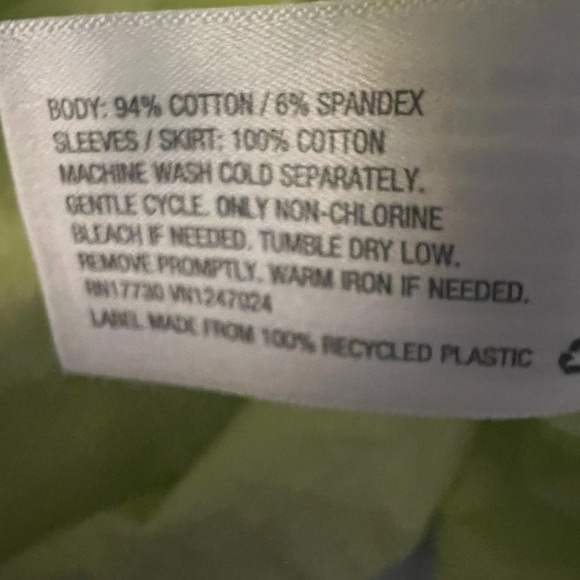 BODY: 94% COTTON / 6% SPANDEX
SLEEVES / SKIRT: 100% COTTON
MACHINE WASH COLD SEPARATELY.
GENTLE CYCLE. ONLY NON-CHLORINE
BLEACH IF NEEDED. TUMBLE DRY LOW.
REMOVE PROMPTLY. WARM IRON IF NEEDED.
RN17730 VN1247024
LABEL MADE FROM 100% RECYCLED PLASTIC